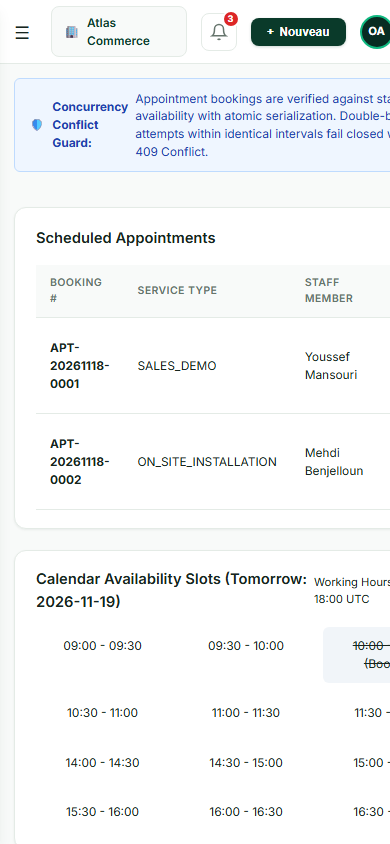 Atlas
Commerce
3
+ Nouveau
OA
Concurrency
Conflict
Guard:
Appointment bookings are verified against
availability with atomic serialization.
attempts within identical intervals fail closed
409 Conflict.
Scheduled Appointments
BOOKING
#
SERVICE TYPE
STAFF
MEMBER
APT-
20261118-
0001
SALES_DEMO
Youssef
Mansouri
APT-
20261118-
0002
ON_SITE_INSTALLATION
Mehdi
Benjelloun
Calendar Availability Slots (Tomorrow:
2026-11-19)
Working Hours
18:00 UTC
09:00 - 09:30
09:30 - 10:00
10:00 -
10:30 - 11:00
11:00 - 11:30
11:30 -
14:00 - 14:30
14:30 - 15:00
15:00 -
15:30 - 16:00
16:00 - 16:30
16:30 -